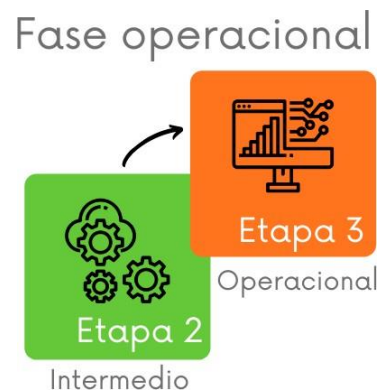 Fase operacional
Etapa 3
Operacional
Etapa 2
Intermedio